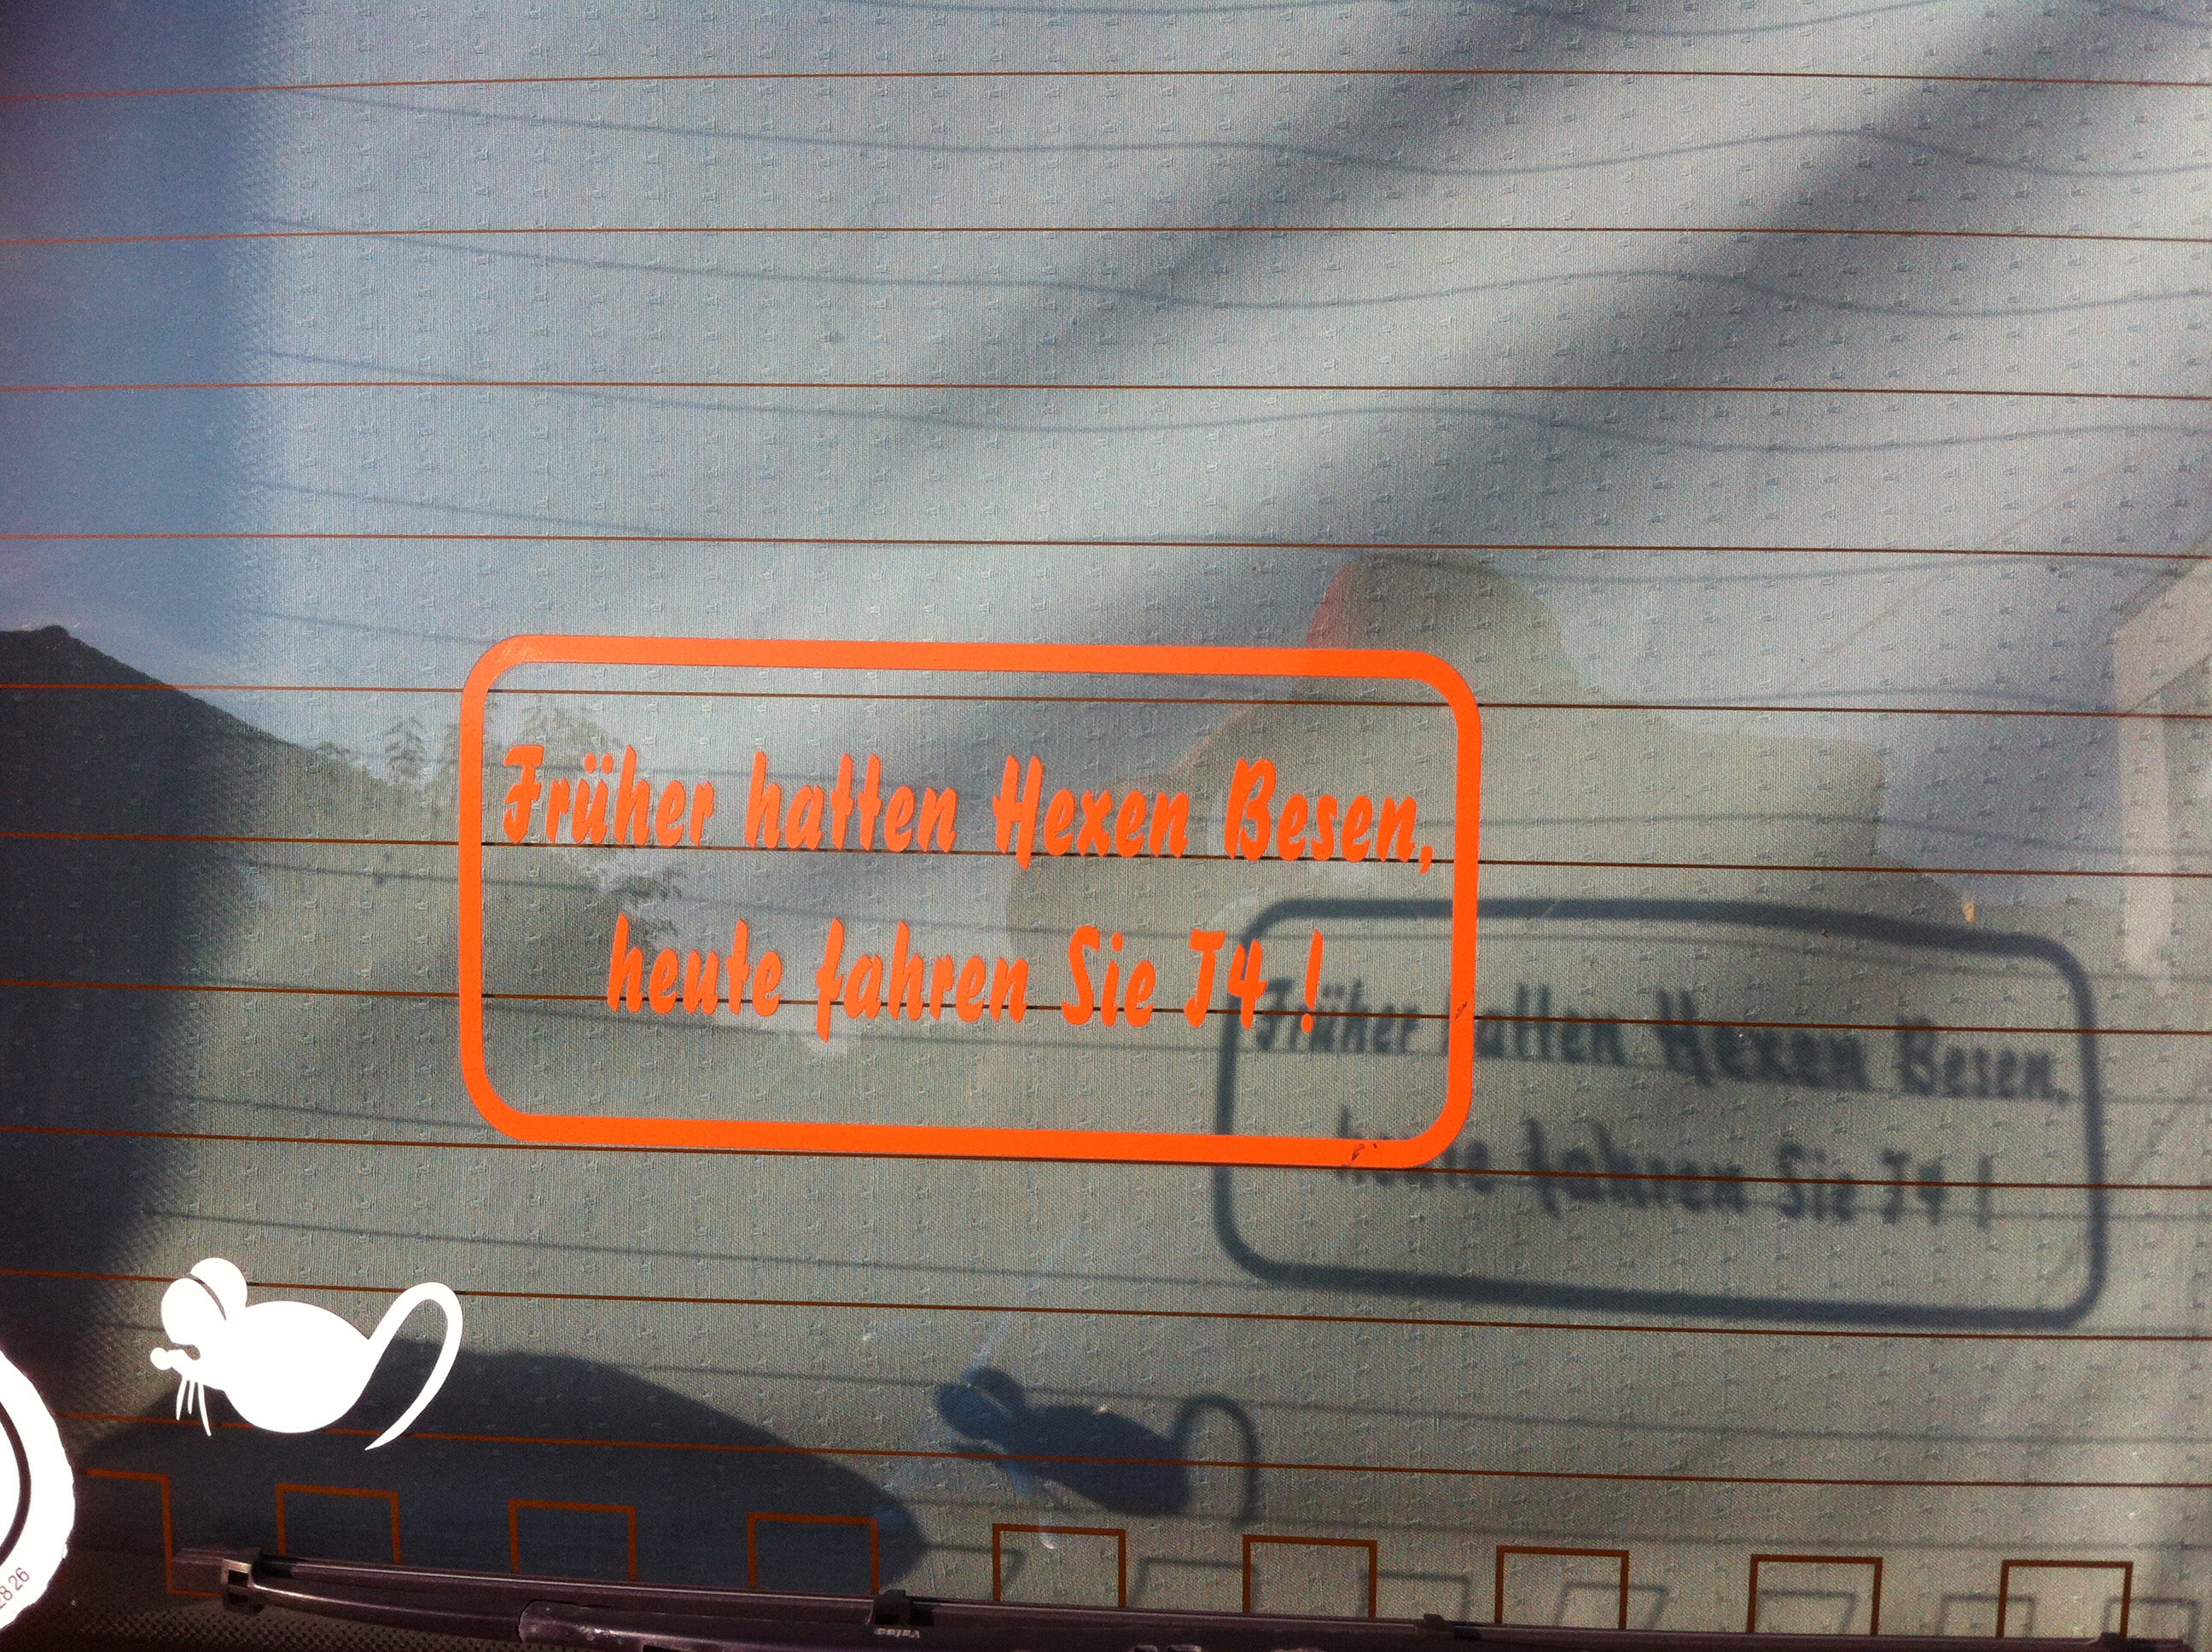 Früher hatten Hexen Besen,
heute fahren Sie T4 !
Früher hatten Hexen Besen,
heute fahren Sie T4 !